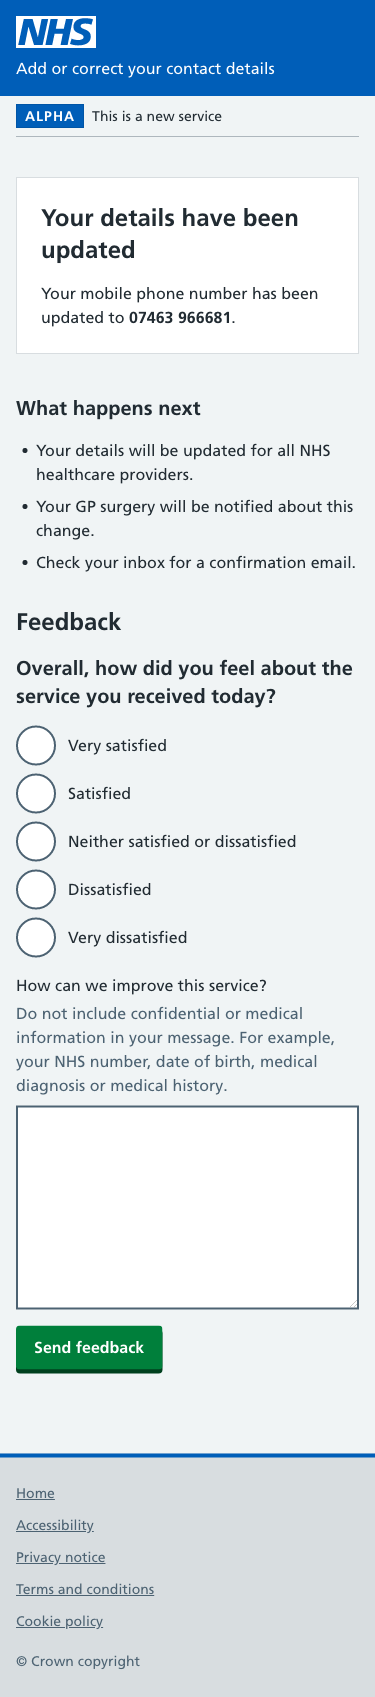 NHS
Add or correct your contact details
ALPHA This is a new service
Your details have been
updated
Your mobile phone number has been
updated to 07463 966681.
What happens next
• Your details will be updated for all NHS
healthcare providers.
• Your GP surgery will be notified about this
change.
• Check your inbox for a confirmation email.
Feedback
Overall, how did you feel about the
service you received today?
Very satisfied
Satisfied
Neither satisfied or dissatisfied
Dissatisfied
Very dissatisfied
How can we improve this service?
Do not include confidential or medical
information in your message. For example,
your NHS number, date of birth, medical
diagnosis or medical history.
Send feedback
Home
Accessibility
Privacy notice
Terms and conditions
Cookie policy
© Crown copyright